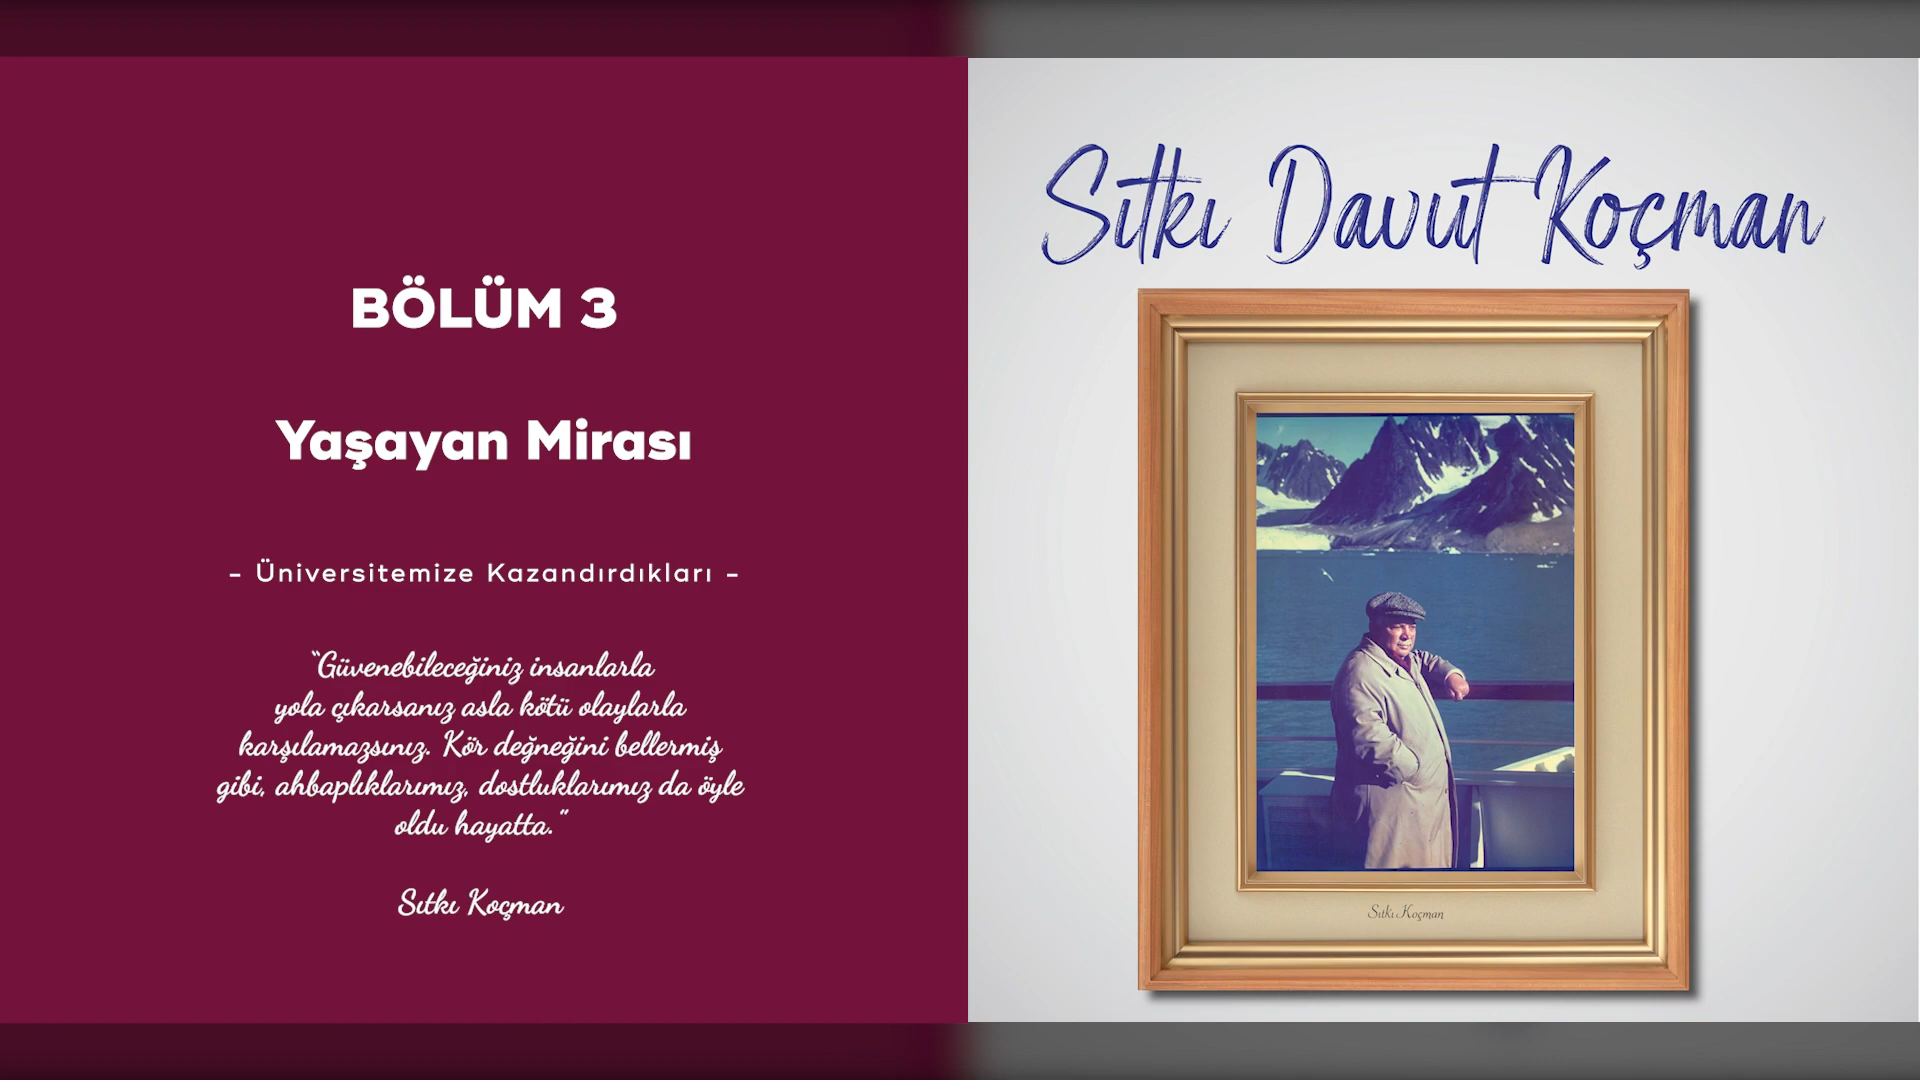 BÖLÜM 3
Yaşayan Mirası
- Üniversitemize Kazandırdıkları -
“Güvenebileceğiniz insanlarla
yola çıkarsanız asla kötü olaylarla
karşılamazsınız. Kör değneğini bellermiş
gibi, ahbaplıklarımız, dostluklarımız da öyle
oldu hayatta.”
Sıtkı Koçman
Sıtkı Davut Koçman
Sıtkı Koçman